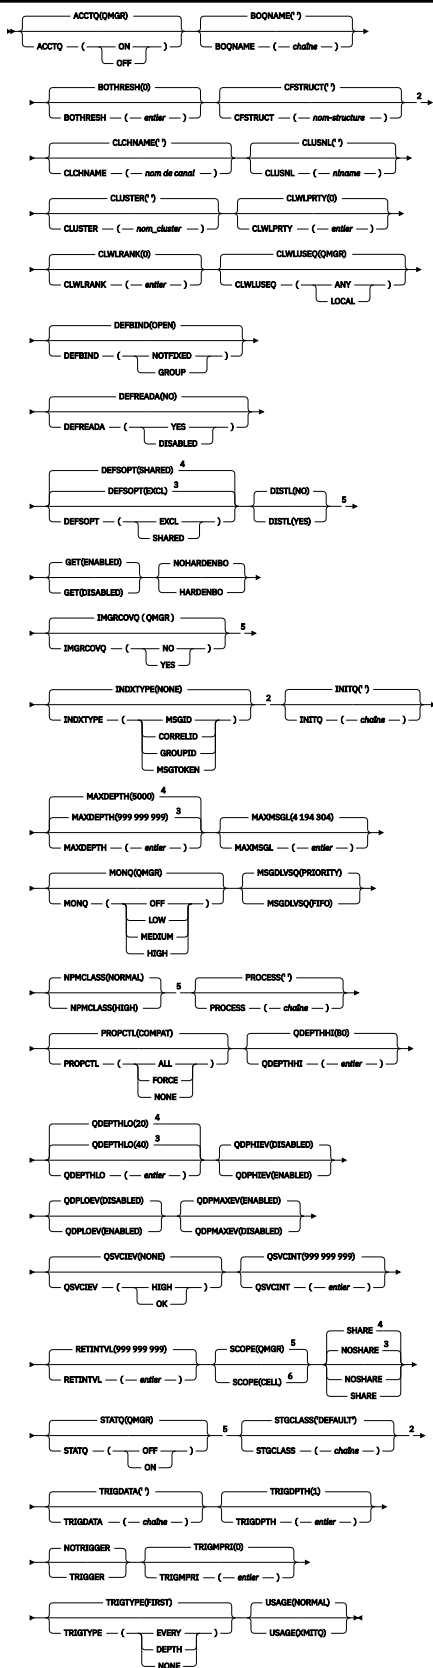 ACCTQ(QMGR) BOQNAME(' ')
ACCTQ ( ON ) BOQNAME ( chaîne )
OFF
BOTHRESH(0) CFSTRUCT(' ') 2
BOTHRESH ( entier ) CFSTRUCT ( nom-structure )
CLCHNAME(' ') CLUSNL(' ')
CLCHNAME ( nom de canal ) CLUSNL ( nlname )
CLUSTER(' ') CLWLPRTY(0)
CLUSTER ( nom_cluster ) CLWLPRTY ( entier )
CLWLRANK(0) CLWLUSEQ(QMGR)
CLWLRANK ( entier ) CLWLUSEQ ( ANY )
LOCAL
DEFBIND(OPEN)
DEFBIND ( NOTFIXED )
GROUP
DEFREADA(NO)
DEFREADA ( YES )
DISABLED
DEFSOPT(SHARED) 4
DEFSOPT(EXCL) 3 DISTL(NO) 5
DEFSOPT ( EXCL ) DISTL(YES)
SHARED
GET(ENABLED) NOHARDENBO
GET(DISABLED) HARDENBO
IMGRCOVQ ( QMGR ) 5
IMGRCOVQ ( NO )
YES
INDXTYPE(NONE) 2 INITQ(' ')
INDXTYPE ( MSGID ) INITQ ( chaîne )
CORRELID
GROUPID
MSGTOKEN
MAXDEPTH(5000) 4
MAXDEPTH(999 999 999) 3 MAXMSGL(4 194 304)
MAXDEPTH ( entier ) MAXMSGL ( entier )
MONQ(QMGR) MSGDLVSQ(PRIORITY)
MONQ ( OFF ) MSGDLVSQ(FIFO)
LOW
MEDIUM
HIGH
NPMCLASS(NORMAL) 5 PROCESS(' ')
NPMCLASS(HIGH) PROCESS ( chaîne )
PROPCTL(COMPAT) QDEPTHHI(80)
PROPCTL ( ALL ) QDEPTHHI ( entier )
FORCE
NONE
QDEPTHLO(20) 4
QDEPTHLO(40) 3 QDPHIEV(DISABLED)
QDEPTHLO ( entier ) QDPHIEV(ENABLED)
QDPLOEV(DISABLED) QDPMAXEV(ENABLED)
QDPLOEV(ENABLED) QDPMAXEV(DISABLED)
QSVCIEV(NONE) QSVCINT(999 999 999)
QSVCIEV ( HIGH ) QSVCINT ( entier )
OK
SHARE 4
RETINTVL(999 999 999) SCOPE(QMGR) 5 NOSHARE 3
RETINTVL ( entier ) SCOPE(CELL) 6 NOSHARE
SHARE
STATQ(QMGR) 5 STGCLASS('DEFAULT') 2
STATQ ( OFF ) STGCLASS ( chaîne )
ON
TRIGDATA(' ') TRIGDPTH(1)
TRIGDATA ( chaîne ) TRIGDPTH ( entier )
NOTRIGGER TRIGMPRI(0)
TRIGGER TRIGMPRI ( entier )
TRIGTYPE(FIRST) USAGE(NORMAL)
TRIGTYPE ( EVERY ) USAGE(XMITQ)
DEPTH
NONE